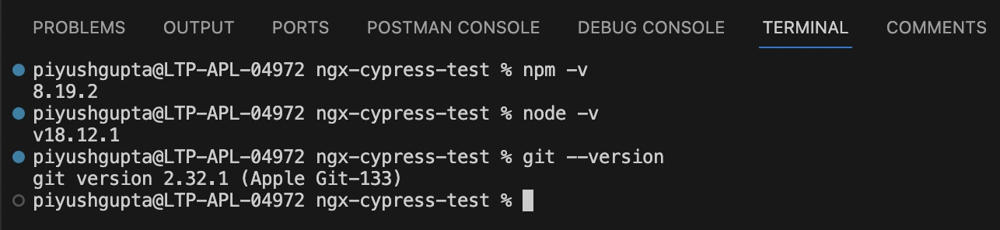 PROBLEMS OUTPUT PORTS POSTMAN CONSOLE DEBUG CONSOLE TERMINAL COMMENTS
piyushgupta@LTP-APL-04972 ngx-cypress-test % npm -v
8.19.2
piyushgupta@LTP-APL-04972 ngx-cypress-test % node -v
v18.12.1
piyushgupta@LTP-APL-04972 ngx-cypress-test % git --version
git version 2.32.1 (Apple Git-133)
piyushgupta@LTP-APL-04972 ngx-cypress-test %